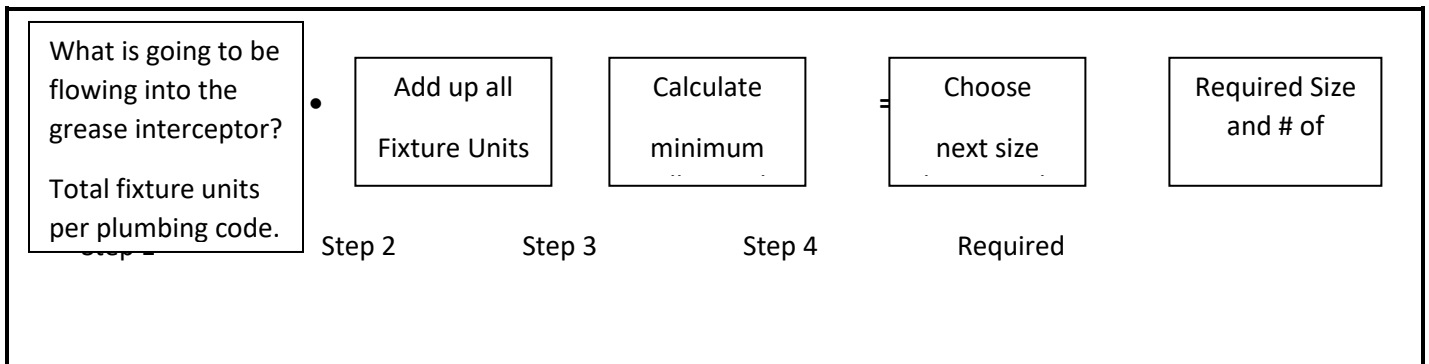 What is going to be
flowing into the
grease interceptor?
Total fixture units
per plumbing code.
•
Add up all
Fixture Units
Calculate
minimum
=
Choose
next size
Required Size
and # of
Step 2
Step 3
Step 4
Required